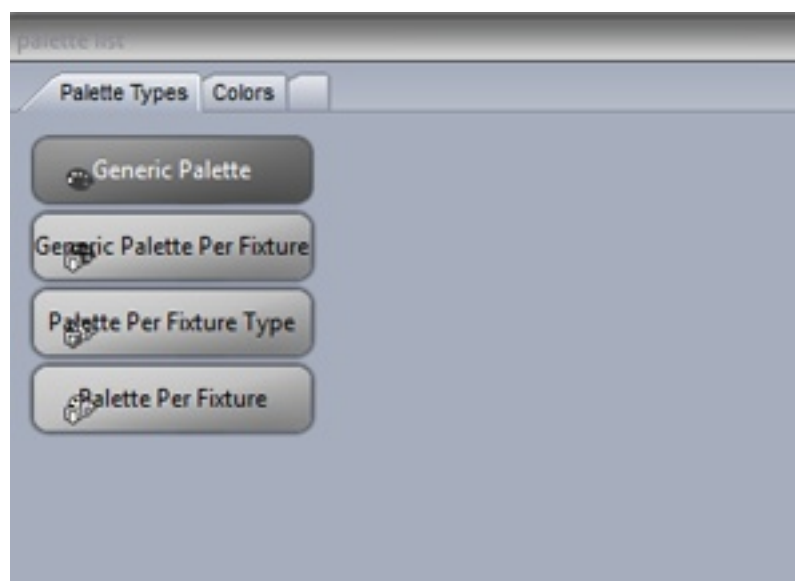 palette list
Palette Types
Colors
Generic Palette
Generic Palette Per Fixture
Palette Per Fixture Type
Palette Per Fixture